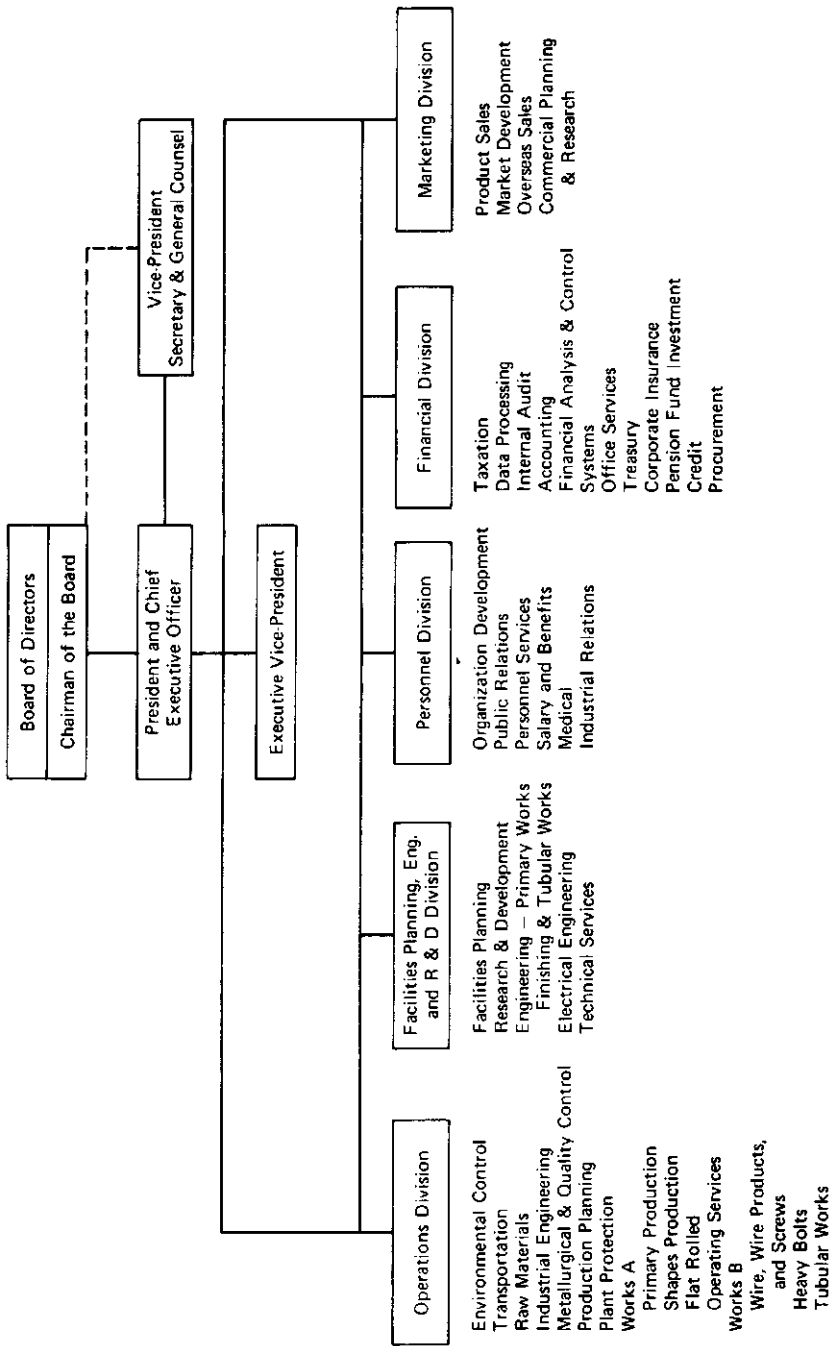 Board of Directors
Chairman of the Board
President and Chief
Executive Officer
Vice-President
Secretary & General Counsel
Executive Vice-President
Operations Division
Environmental Control
Transportation
Raw Materials
Industrial Engineering
Metallurgical & Quality Control
Production Planning
Plant Protection
Works A
Primary Production
Shapes Production
Flat Rolled
Operating Services
Works B
Wire, Wire Products,
and Screws
Heavy Bolts
Tubular Works
Facilities Planning, Eng.
and R & D Division
Facilities Planning
Research & Development
Engineering — Primary Works
Finishing & Tubular Works
Electrical Engineering
Technical Services
Personnel Division
Organization Development
Public Relations
Personnel Services
Salary and Benefits
Medical
Industrial Relations
Financial Division
Taxation
Data Processing
Internal Audit
Accounting
Financial Analysis & Control
Systems
Office Services
Treasury
Corporate Insurance
Pension Fund Investment
Credit
Procurement
Marketing Division
Product Sales
Market Development
Overseas Sales
Commercial Planning
& Research